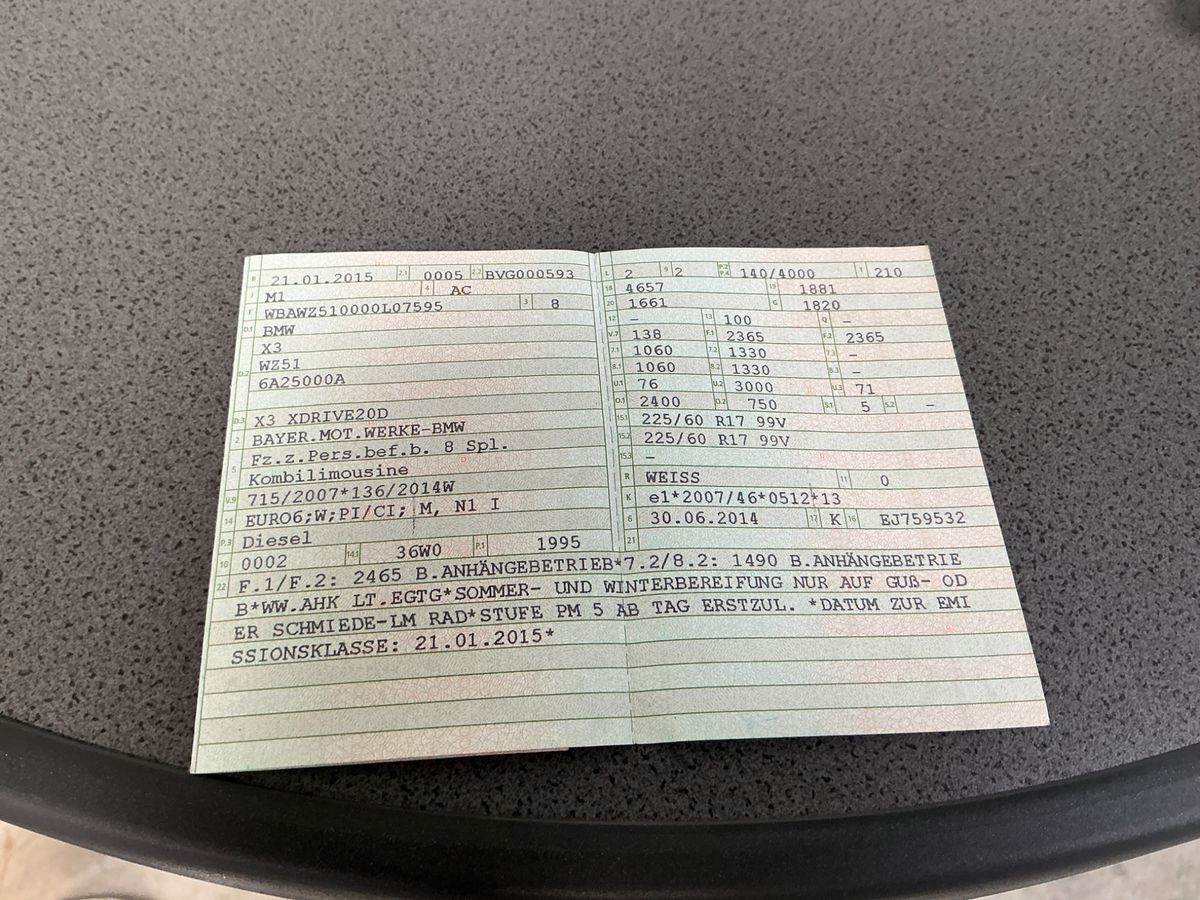 B 21.01.2015 2.1 0005 2.2 BVG000593
J M1 4 AC
E WBAWZ510000L07595 3 8
D.1 BMW
X3
D.2 WZ51
6A25000A
D.3 X3 XDRIVE20D
2 BAYER.MOT.WERKE-BMW
5 Fz.z.Pers.bef.b. 8 Spl.
Kombilimousine
V.9 715/2007*136/2014W
14 EURO6;W;PI/CI; M, N1 I
P.3 Diesel
10 0002 14.1 36W0 P.1 1995
L 2 9 2 P.2 P.4 140/4000 T 210
18 4657 19 1881
20 1661 G 1820
12 – 13 100 Q –
V.7 138 F.1 2365 F.2 2365
7.1 1060 7.2 1330 7.3 –
8.1 1060 8.2 1330 8.3 –
U.1 76 U.2 3000 U.3 71
O.1 2400 O.2 750 S.1 5 S.2 –
15.1 225/60 R17 99V
15.2 225/60 R17 99V
15.3 –
R WEISS 11 0
K e1*2007/46*0512*13
6 30.06.2014 17 K 16 EJ759532
21
22 F.1/F.2: 2465 B.ANHÄNGEBETRIEB*7.2/8.2: 1490 B.ANHÄNGEBETRIE
B*WW.AHK LT.EGTG*SOMMER- UND WINTERBEREIFUNG NUR AUF GUß- OD
ER SCHMIEDE-LM RAD*STUFE PM 5 AB TAG ERSTZUL. *DATUM ZUR EMI
SSIONSKLASSE: 21.01.2015*